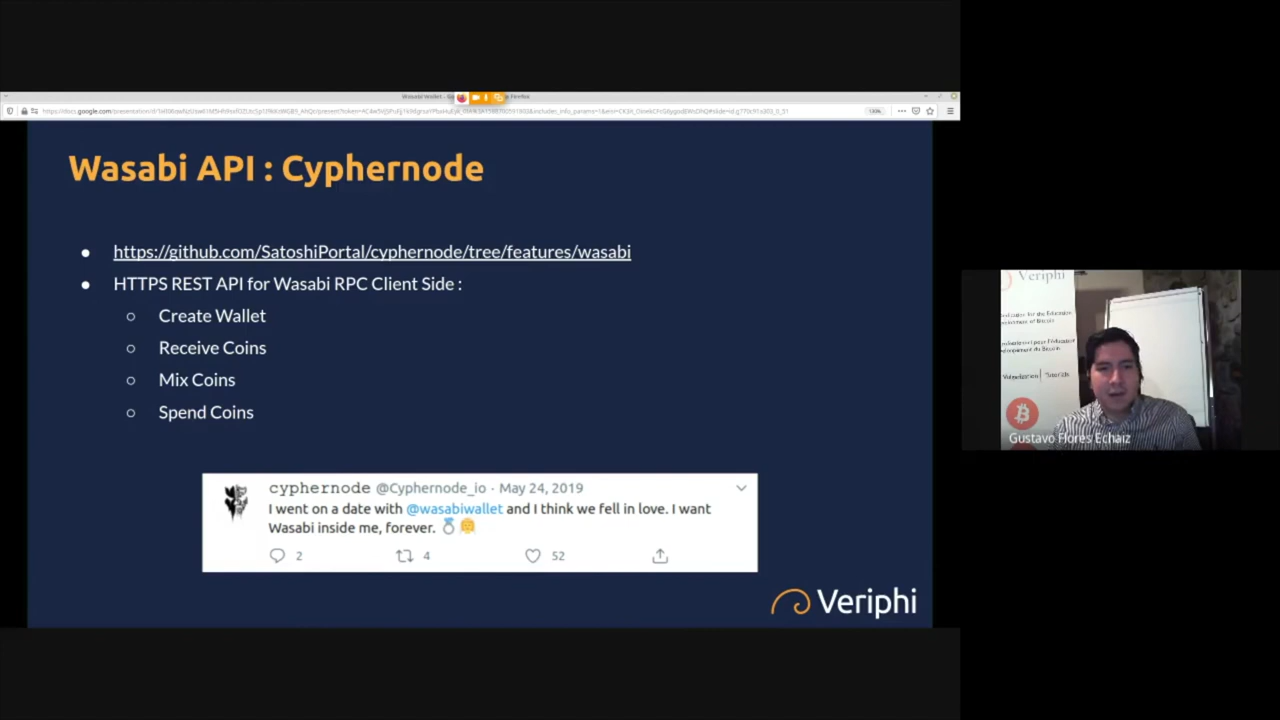 Wasabi API : Cyphernode
● https://github.com/SatoshiPortal/cyphernode/tree/features/wasabi
● HTTPS REST API for Wasabi RPC Client Side :
○ Create Wallet
○ Receive Coins
○ Mix Coins
○ Spend Coins
cyphernode @Cyphernode_io · May 24, 2019
I went on a date with @wasabiwallet and I think we fell in love. I want
Wasabi inside me, forever. 💍👰
2 4 52
Veriphi
Veriphi
Gustavo Flores Echaiz